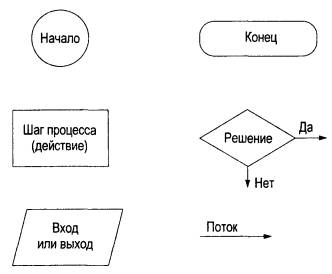 Начало
Конец
Шаг процесса
(действие)
Решение
Да
Нет
Вход
или выход
Поток